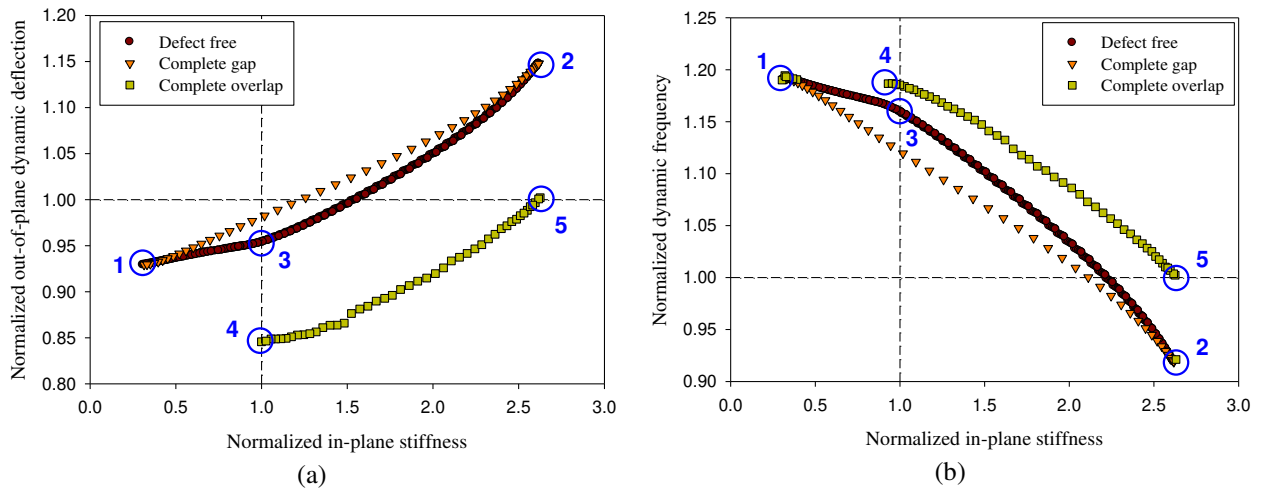 Normalized out-of-plane dynamic deflection
1.20
1.15
1.10
1.05
1.00
0.95
0.90
0.85
0.80
Defect free
Complete gap
Complete overlap
1
2
3
4
5
0.0 0.5 1.0 1.5 2.0 2.5 3.0
Normalized in-plane stiffness
(a)
Normalized dynamic frequency
1.25
1.20
1.15
1.10
1.05
1.00
0.95
0.90
Defect free
Complete gap
Complete overlap
1
4
3
5
2
0.0 0.5 1.0 1.5 2.0 2.5 3.0
Normalized in-plane stiffness
(b)